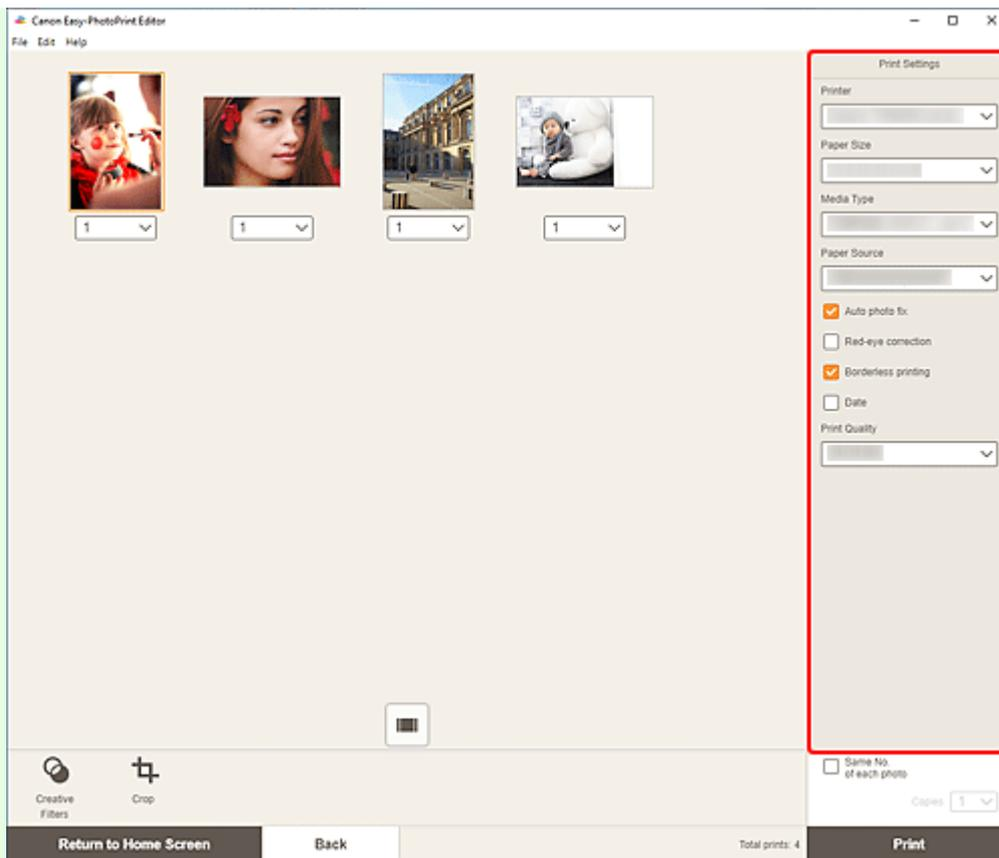 Canon Easy-PhotoPrint Editor
File Edit Help
1
1
1
1
Print Settings
Printer
Paper Size
Media Type
Paper Source
Auto photo fix
Red-eye correction
Borderless printing
Date
Print Quality
Creative
Filters
Crop
Same No.
of each photo
Copies 1
Return to Home Screen
Back
Total prints: 4
Print